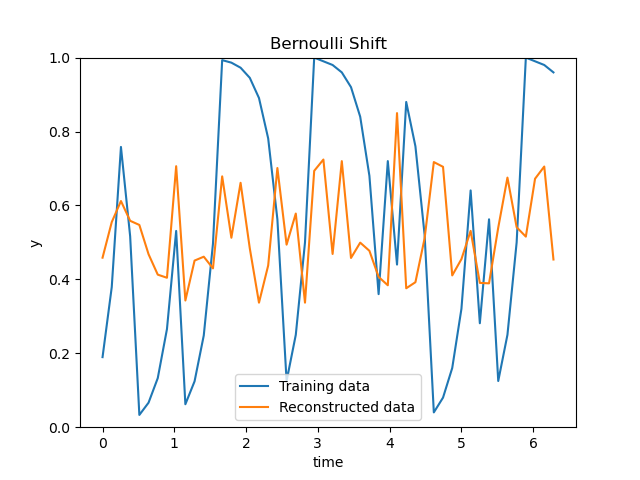 Bernoulli Shift
1.0
0.8
0.6
0.4
0.2
0.0
y
Training data
Reconstructed data
0 1 2 3 4 5 6
time